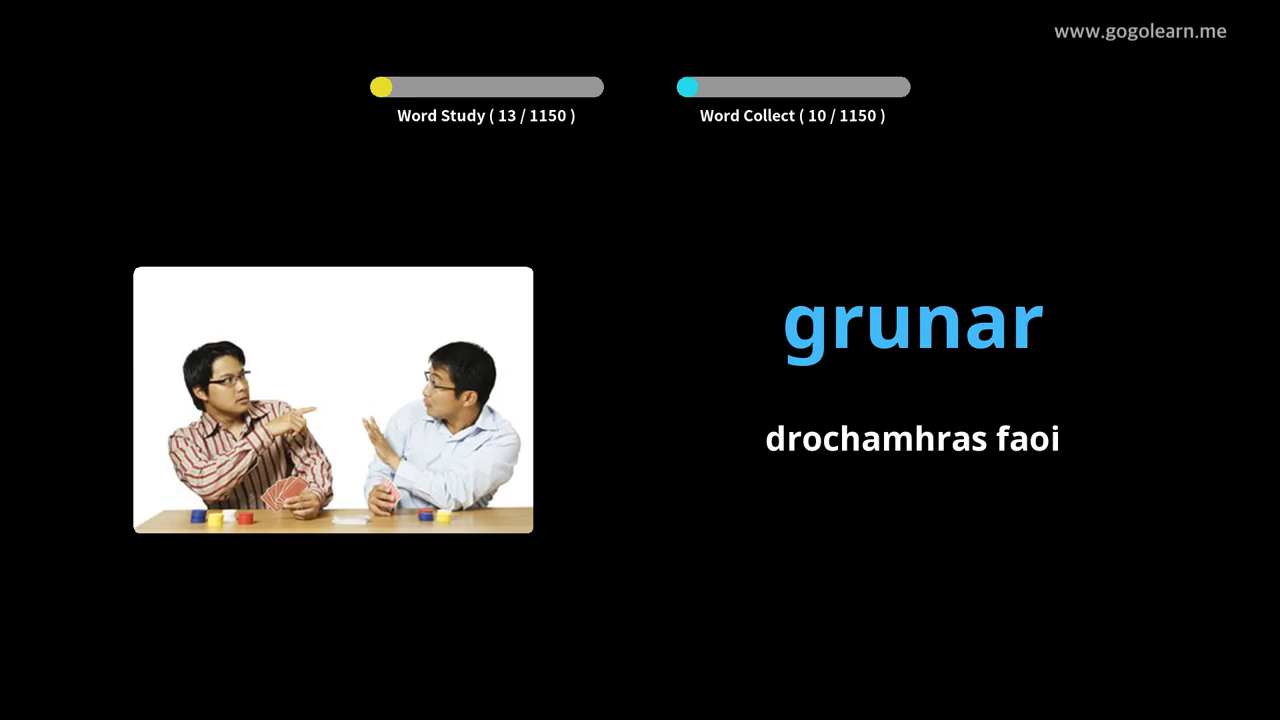 www.gogolearn.me
Word Study ( 13 / 1150 )
Word Collect ( 10 / 1150 )
grunar
drochamhras faoi